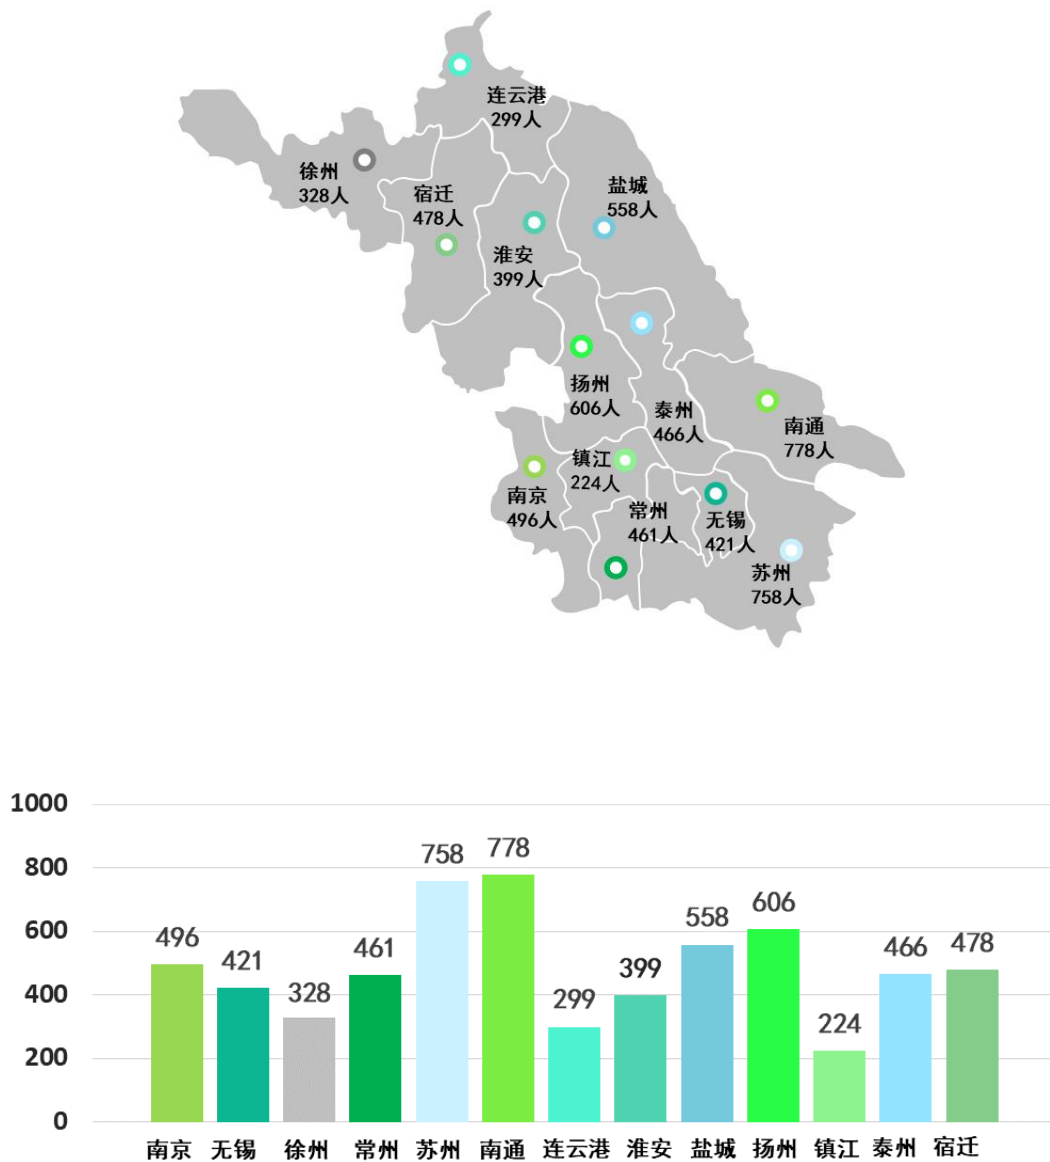 连云港
299人
徐州
328人
宿迁
478人
盐城
558人
淮安
399人
扬州
606人
泰州
466人
南通
778人
镇江
224人
南京
496人
常州
461人
无锡
421人
苏州
758人
1000
800
600
400
200
0
496
421
328
461
758
778
299
399
558
606
224
466
478
南京 无锡 徐州 常州 苏州 南通 连云港 淮安 盐城 扬州 镇江 泰州 宿迁